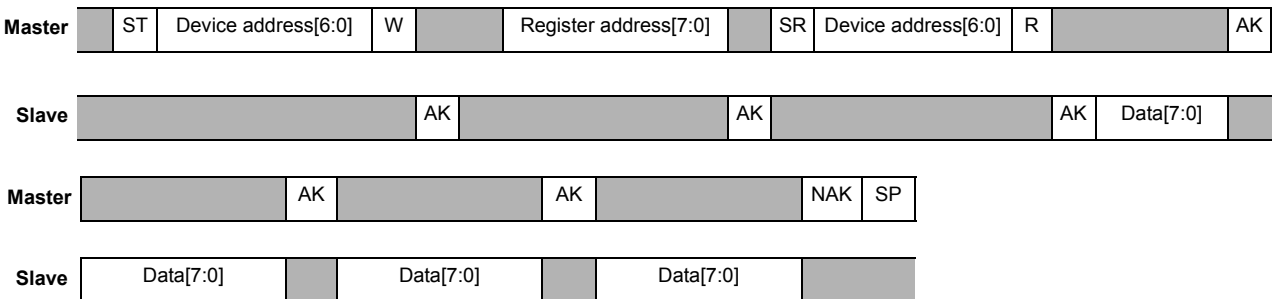 Master ST Device address[6:0] W Register address[7:0] SR Device address[6:0] R AK
Slave AK AK AK Data[7:0]
Master AK AK NAK SP
Slave Data[7:0] Data[7:0] Data[7:0]